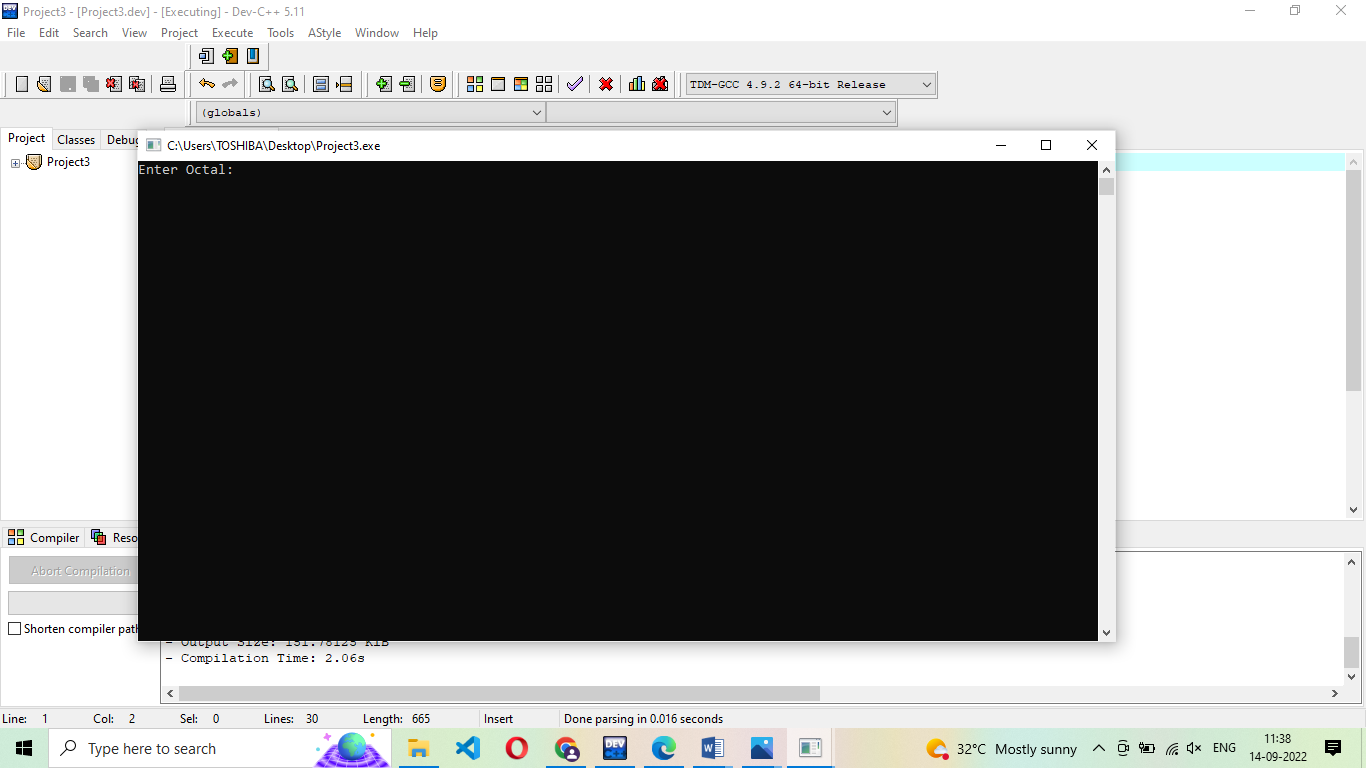 Project3 - [Project3.dev] - [Executing] - Dev-C++ 5.11
File Edit Search View Project Execute Tools AStyle Window Help
TDM-GCC 4.9.2 64-bit Release
(globals)
Project Classes Debug
Project3
C:\Users\TOSHIBA\Desktop\Project3.exe
Enter Octal:
Compiler Reso
Abort Compilation
Shorten compiler path
- Output Size: 151.78125 KiB
- Compilation Time: 2.06s
Line: 1 Col: 2 Sel: 0 Lines: 30 Length: 665 Insert Done parsing in 0.016 seconds
Type here to search
DEV
32°C Mostly sunny
ENG
11:38
14-09-2022